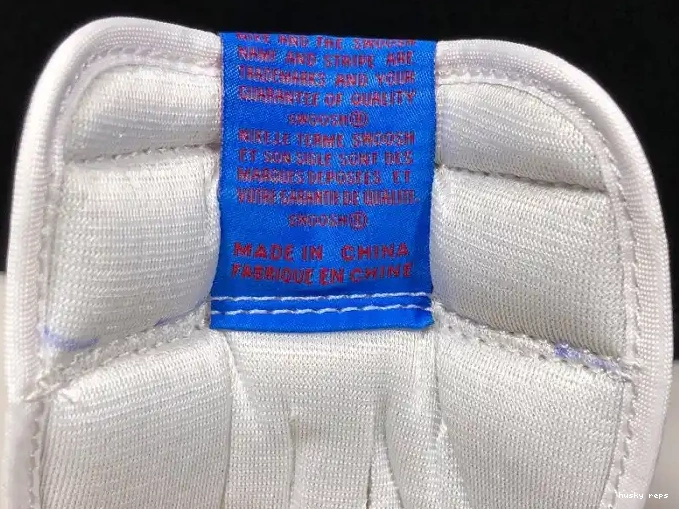 NIKE AND THE SWOOSH
NAME AND STRIPE ARE
TRADEMARKS AND YOUR
GUARANTEE OF QUALITY
SWOOSH®
NIKE LE TERME SWOOSH
ET SON SIGLE SONT DES
MARQUES DEPOSEES ET
VOTRE GARANTE DE QUALITE
SWOOSH®
MADE IN CHINA
FABRIQUE EN CHINE
husky reps